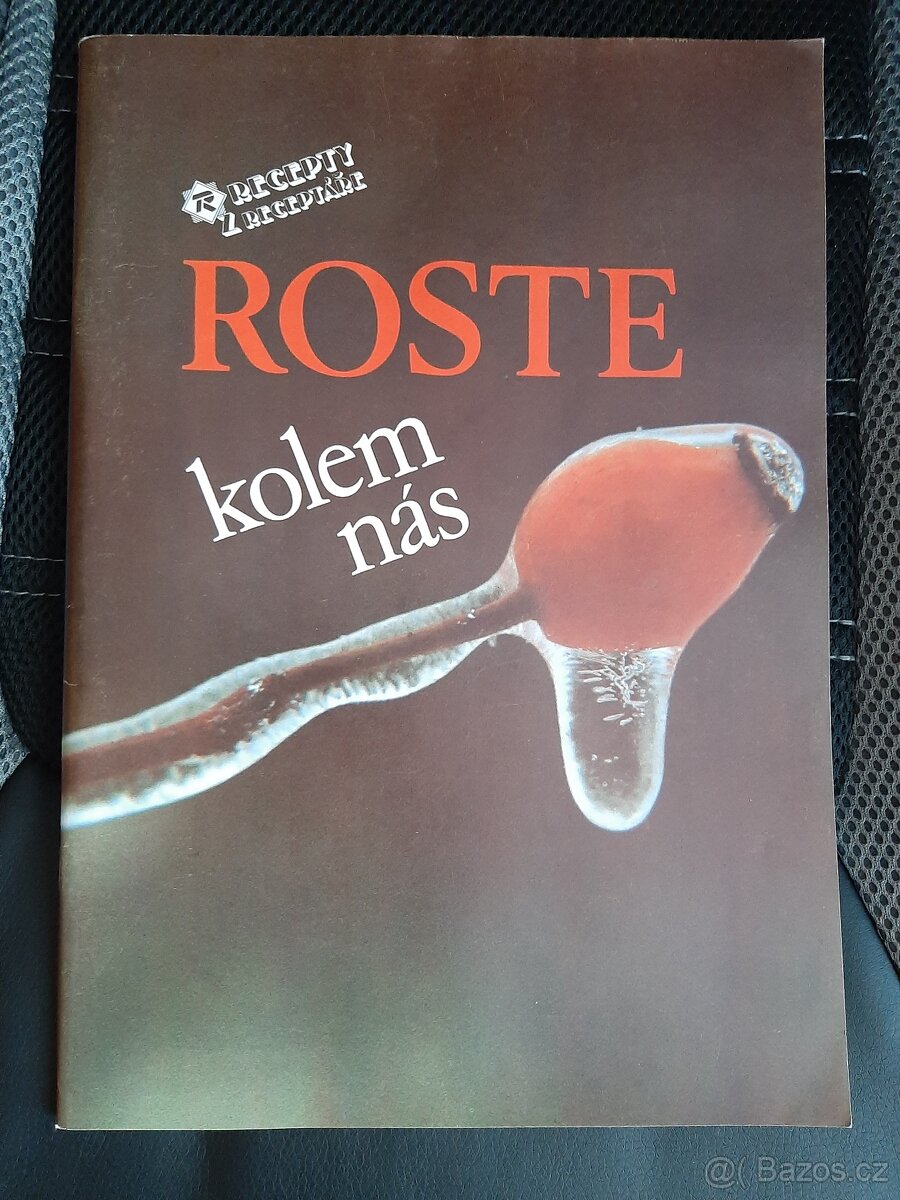 R RECEPTY
Z RECEPTÁŘE
ROSTE
kolem
nás
@( Bazos.cz